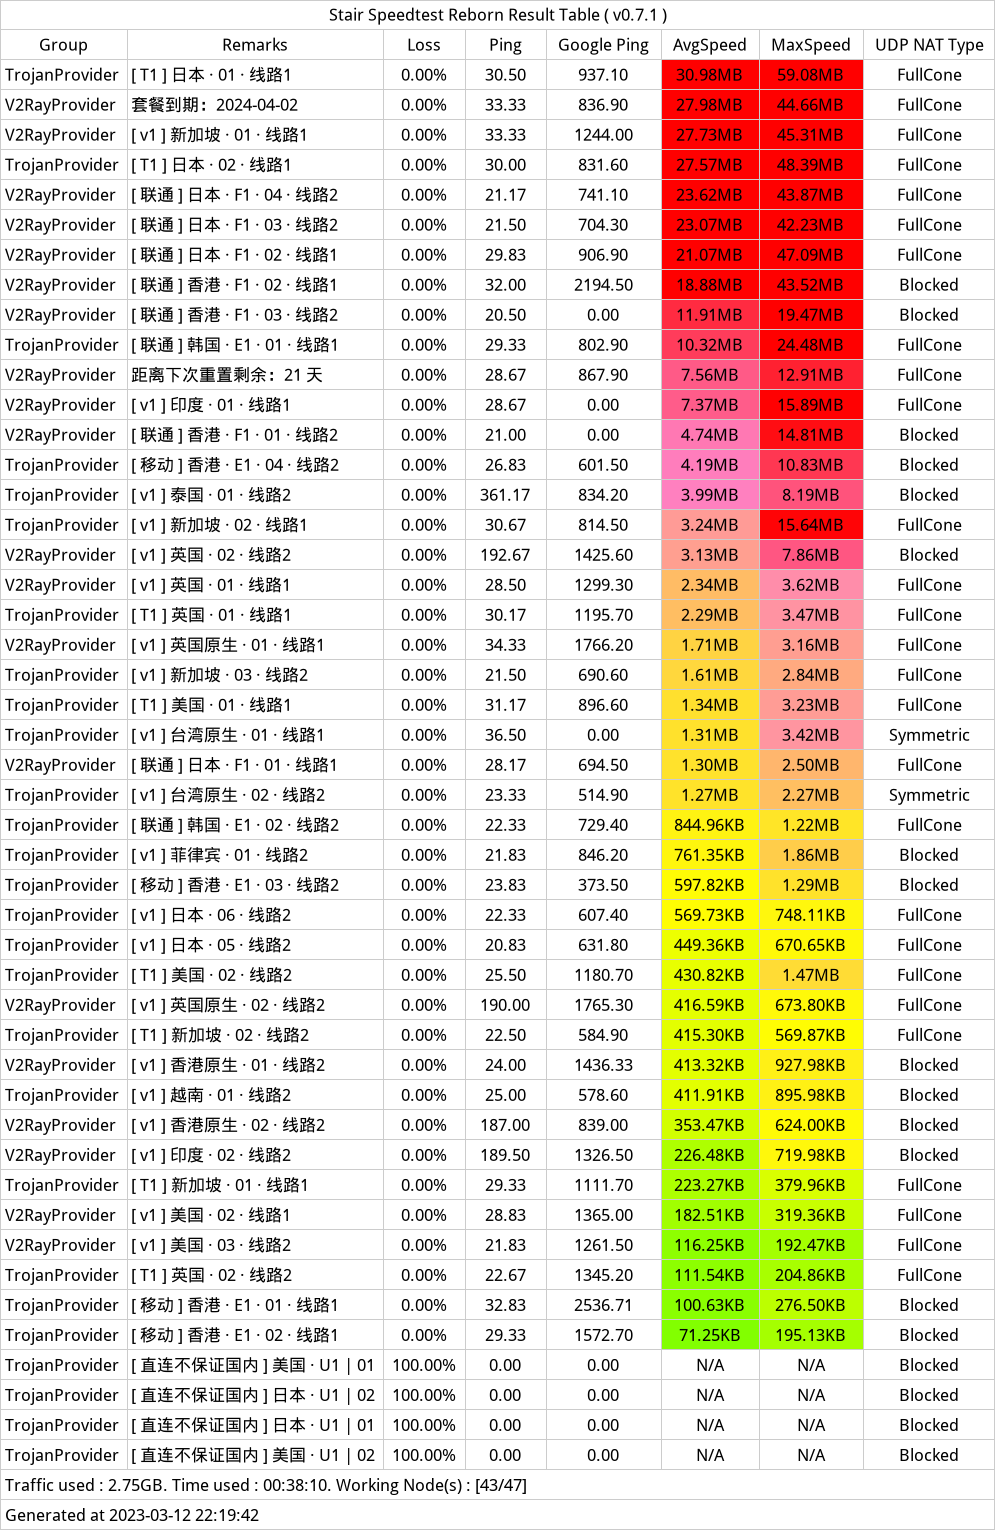 Stair Speedtest Reborn Result Table ( v0.7.1 )
Group Remarks Loss Ping Google Ping AvgSpeed MaxSpeed UDP NAT Type
TrojanProvider [ T1 ] 日本 · 01 · 线路1 0.00% 30.50 937.10 30.98MB 59.08MB FullCone
V2RayProvider 套餐到期：2024-04-02 0.00% 33.33 836.90 27.98MB 44.66MB FullCone
V2RayProvider [ v1 ] 新加坡 · 01 · 线路1 0.00% 33.33 1244.00 27.73MB 45.31MB FullCone
TrojanProvider [ T1 ] 日本 · 02 · 线路1 0.00% 30.00 831.60 27.57MB 48.39MB FullCone
V2RayProvider [ 联通 ] 日本 · F1 · 04 · 线路2 0.00% 21.17 741.10 23.62MB 43.87MB FullCone
V2RayProvider [ 联通 ] 日本 · F1 · 03 · 线路2 0.00% 21.50 704.30 23.07MB 42.23MB FullCone
V2RayProvider [ 联通 ] 日本 · F1 · 02 · 线路1 0.00% 29.83 906.90 21.07MB 47.09MB FullCone
V2RayProvider [ 联通 ] 香港 · F1 · 02 · 线路1 0.00% 32.00 2194.50 18.88MB 43.52MB Blocked
V2RayProvider [ 联通 ] 香港 · F1 · 03 · 线路2 0.00% 20.50 0.00 11.91MB 19.47MB Blocked
TrojanProvider [ 联通 ] 韩国 · E1 · 01 · 线路1 0.00% 29.33 802.90 10.32MB 24.48MB FullCone
V2RayProvider 距离下次重置剩余：21 天 0.00% 28.67 867.90 7.56MB 12.91MB FullCone
V2RayProvider [ v1 ] 印度 · 01 · 线路1 0.00% 28.67 0.00 7.37MB 15.89MB FullCone
V2RayProvider [ 联通 ] 香港 · F1 · 01 · 线路2 0.00% 21.00 0.00 4.74MB 14.81MB Blocked
TrojanProvider [ 移动 ] 香港 · E1 · 04 · 线路2 0.00% 26.83 601.50 4.19MB 10.83MB Blocked
TrojanProvider [ v1 ] 泰国 · 01 · 线路2 0.00% 361.17 834.20 3.99MB 8.19MB Blocked
TrojanProvider [ v1 ] 新加坡 · 02 · 线路1 0.00% 30.67 814.50 3.24MB 15.64MB FullCone
V2RayProvider [ v1 ] 英国 · 02 · 线路2 0.00% 192.67 1425.60 3.13MB 7.86MB Blocked
V2RayProvider [ v1 ] 英国 · 01 · 线路1 0.00% 28.50 1299.30 2.34MB 3.62MB FullCone
TrojanProvider [ T1 ] 英国 · 01 · 线路1 0.00% 30.17 1195.70 2.29MB 3.47MB FullCone
V2RayProvider [ v1 ] 英国原生 · 01 · 线路1 0.00% 34.33 1766.20 1.71MB 3.16MB FullCone
TrojanProvider [ v1 ] 新加坡 · 03 · 线路2 0.00% 21.50 690.60 1.61MB 2.84MB FullCone
TrojanProvider [ T1 ] 美国 · 01 · 线路1 0.00% 31.17 896.60 1.34MB 3.23MB FullCone
TrojanProvider [ v1 ] 台湾原生 · 01 · 线路1 0.00% 36.50 0.00 1.31MB 3.42MB Symmetric
V2RayProvider [ 联通 ] 日本 · F1 · 01 · 线路1 0.00% 28.17 694.50 1.30MB 2.50MB FullCone
TrojanProvider [ v1 ] 台湾原生 · 02 · 线路2 0.00% 23.33 514.90 1.27MB 2.27MB Symmetric
TrojanProvider [ 联通 ] 韩国 · E1 · 02 · 线路2 0.00% 22.33 729.40 844.96KB 1.22MB FullCone
TrojanProvider [ v1 ] 菲律宾 · 01 · 线路2 0.00% 21.83 846.20 761.35KB 1.86MB Blocked
TrojanProvider [ 移动 ] 香港 · E1 · 03 · 线路2 0.00% 23.83 373.50 597.82KB 1.29MB Blocked
TrojanProvider [ v1 ] 日本 · 06 · 线路2 0.00% 22.33 607.40 569.73KB 748.11KB FullCone
TrojanProvider [ v1 ] 日本 · 05 · 线路2 0.00% 20.83 631.80 449.36KB 670.65KB FullCone
TrojanProvider [ T1 ] 美国 · 02 · 线路2 0.00% 25.50 1180.70 430.82KB 1.47MB FullCone
V2RayProvider [ v1 ] 英国原生 · 02 · 线路2 0.00% 190.00 1765.30 416.59KB 673.80KB FullCone
TrojanProvider [ T1 ] 新加坡 · 02 · 线路2 0.00% 22.50 584.90 415.30KB 569.87KB FullCone
V2RayProvider [ v1 ] 香港原生 · 01 · 线路2 0.00% 24.00 1436.33 413.32KB 927.98KB Blocked
TrojanProvider [ v1 ] 越南 · 01 · 线路2 0.00% 25.00 578.60 411.91KB 895.98KB Blocked
V2RayProvider [ v1 ] 香港原生 · 02 · 线路2 0.00% 187.00 839.00 353.47KB 624.00KB Blocked
V2RayProvider [ v1 ] 印度 · 02 · 线路2 0.00% 189.50 1326.50 226.48KB 719.98KB Blocked
TrojanProvider [ T1 ] 新加坡 · 01 · 线路1 0.00% 29.33 1111.70 223.27KB 379.96KB FullCone
V2RayProvider [ v1 ] 美国 · 02 · 线路1 0.00% 28.83 1365.00 182.51KB 319.36KB FullCone
V2RayProvider [ v1 ] 美国 · 03 · 线路2 0.00% 21.83 1261.50 116.25KB 192.47KB FullCone
TrojanProvider [ T1 ] 英国 · 02 · 线路2 0.00% 22.67 1345.20 111.54KB 204.86KB FullCone
TrojanProvider [ 移动 ] 香港 · E1 · 01 · 线路1 0.00% 32.83 2536.71 100.63KB 276.50KB Blocked
TrojanProvider [ 移动 ] 香港 · E1 · 02 · 线路1 0.00% 29.33 1572.70 71.25KB 195.13KB Blocked
TrojanProvider [ 直连不保证国内 ] 美国 · U1 | 01 100.00% 0.00 0.00 N/A N/A Blocked
TrojanProvider [ 直连不保证国内 ] 日本 · U1 | 02 100.00% 0.00 0.00 N/A N/A Blocked
TrojanProvider [ 直连不保证国内 ] 日本 · U1 | 01 100.00% 0.00 0.00 N/A N/A Blocked
TrojanProvider [ 直连不保证国内 ] 美国 · U1 | 02 100.00% 0.00 0.00 N/A N/A Blocked
Traffic used : 2.75GB. Time used : 00:38:10. Working Node(s) : [43/47]
Generated at 2023-03-12 22:19:42